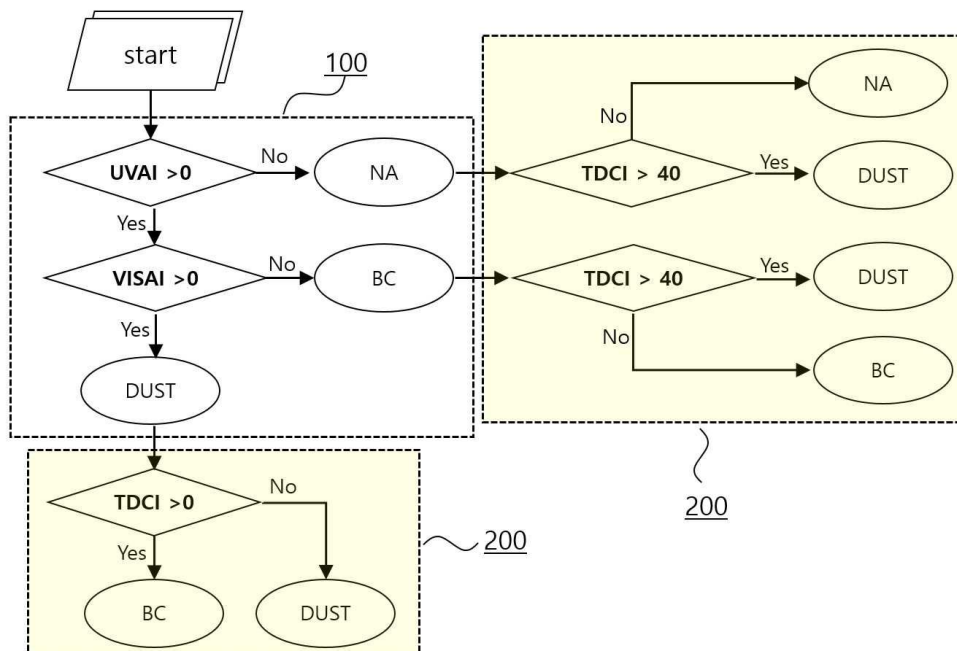 start
100
UVAI >0
No
NA
TDCI > 40
No
NA
Yes
DUST
Yes
VISAI >0
No
BC
TDCI > 40
Yes
DUST
No
BC
Yes
DUST
200
TDCI >0
No
Yes
BC
DUST
200